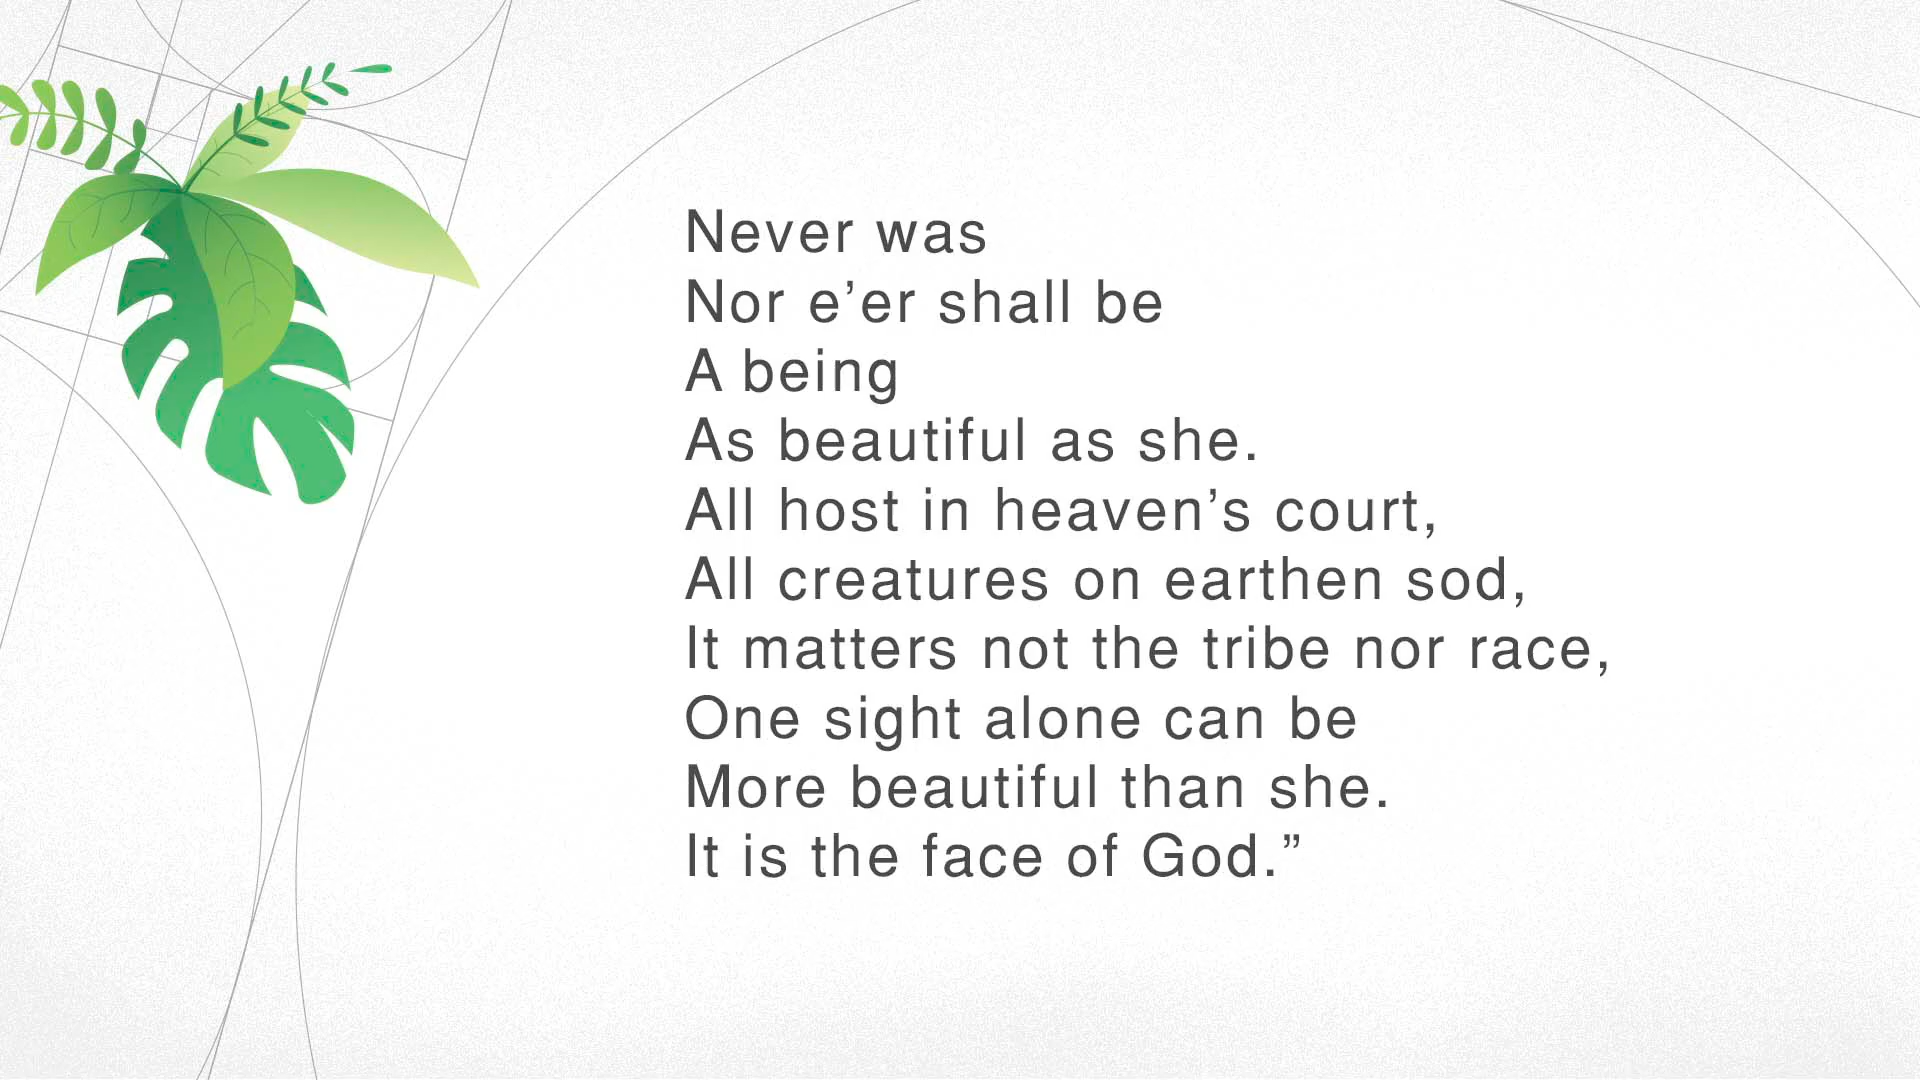 Never was
Nor e’er shall be
A being
As beautiful as she.
All host in heaven’s court,
All creatures on earthen sod,
It matters not the tribe nor race,
One sight alone can be
More beautiful than she.
It is the face of God.”